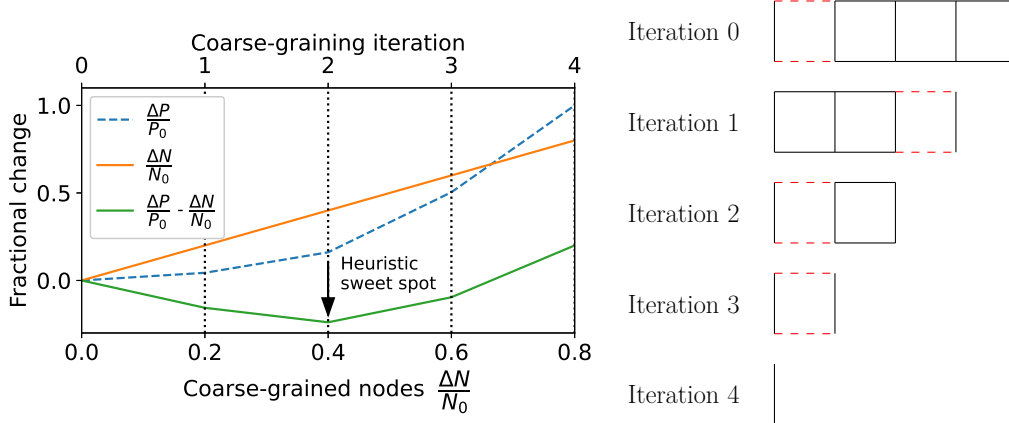 Coarse-graining iteration
0 1 2 3 4
Fractional change
1.0
0.5
0.0
ΔP/P₀
ΔN/N₀
ΔP/P₀ - ΔN/N₀
Heuristic
sweet spot
0.0 0.2 0.4 0.6 0.8
Coarse-grained nodes ΔN/N₀
Iteration 0
Iteration 1
Iteration 2
Iteration 3
Iteration 4